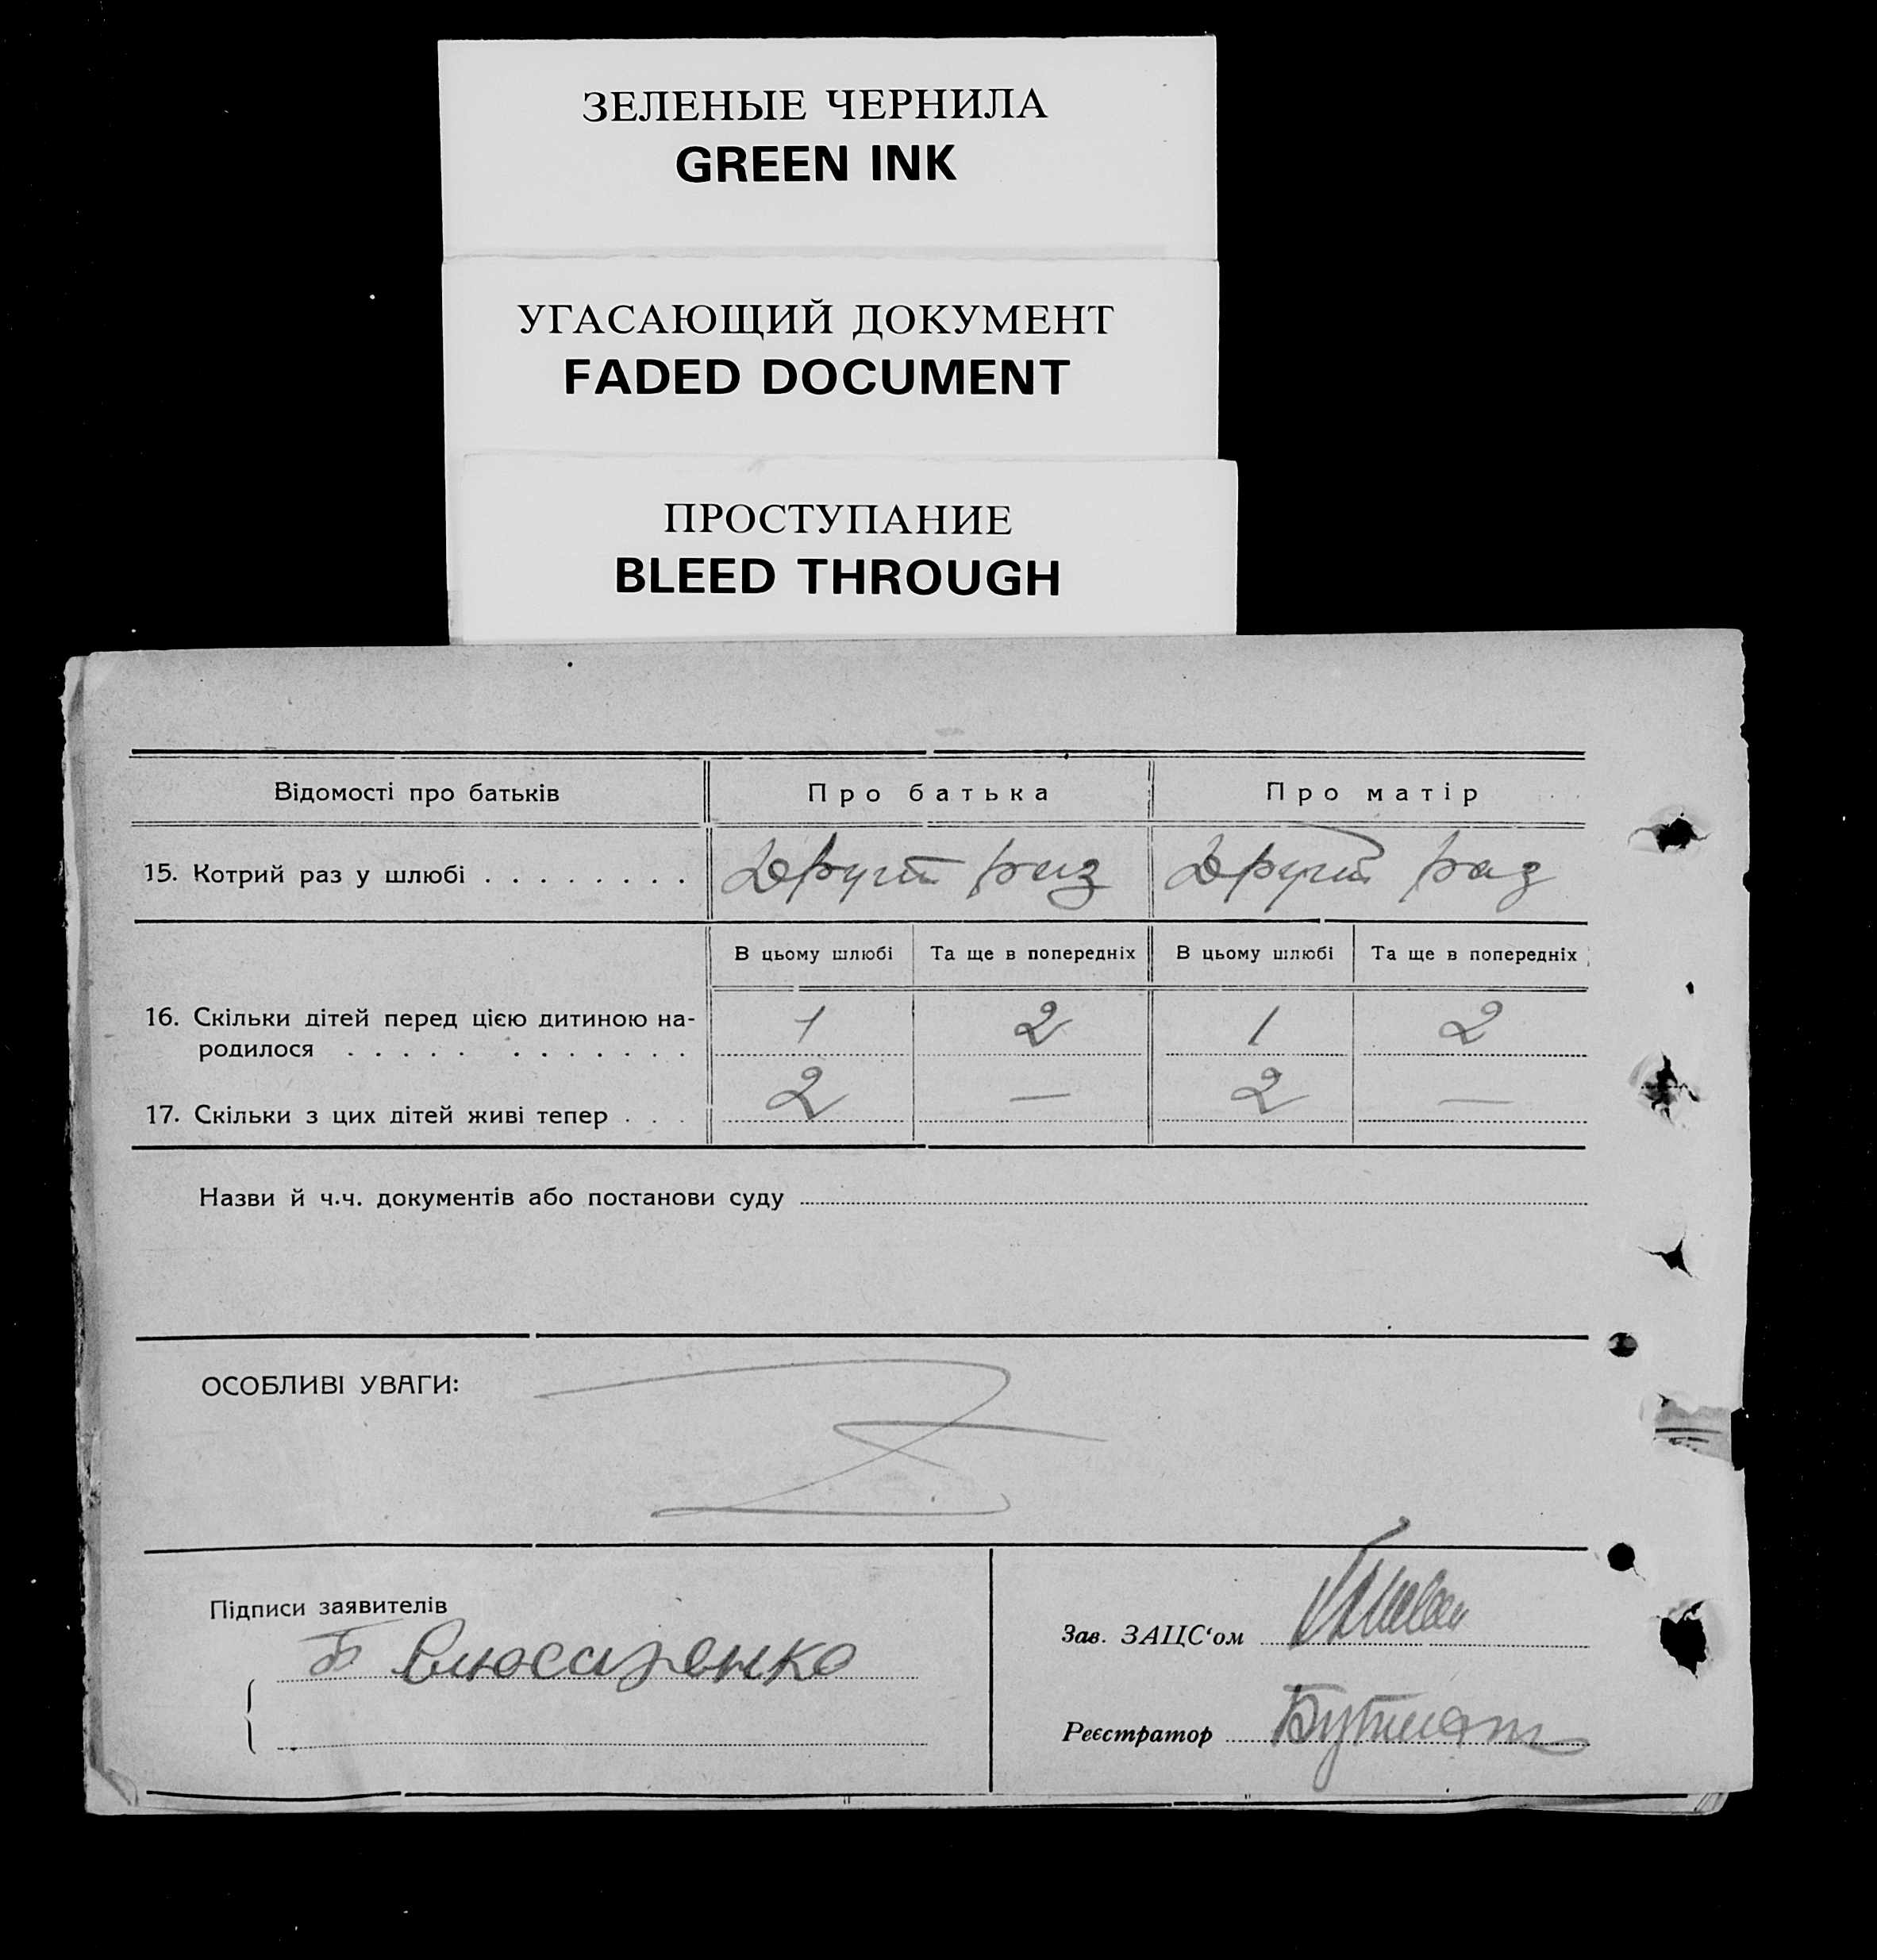 ЗЕЛЕНЫЕ ЧЕРНИЛА
GREEN INK
УГАСАЮЩИЙ ДОКУМЕНТ
FADED DOCUMENT
ПРОСТУПАНИЕ
BLEED THROUGH
Відомості про батьків Про батька Про матір
15. Котрий раз у шлюбі . . . . . . . . раз раз
В цьому шлюбі Та ще в попередніх В цьому шлюбі Та ще в попередніх
16. Скільки дітей перед цією дитиною на- 1 2 1 2
родилося . . . . . . . . . . . .
17. Скільки з цих дітей живі тепер . . . 2 — 2 —
Назви й ч.ч. документів або постанови суду
ОСОБЛИВІ УВАГИ:
Підписи заявителів
Слюсаренко
Зав. ЗАЦС‘ом
Реєстратор